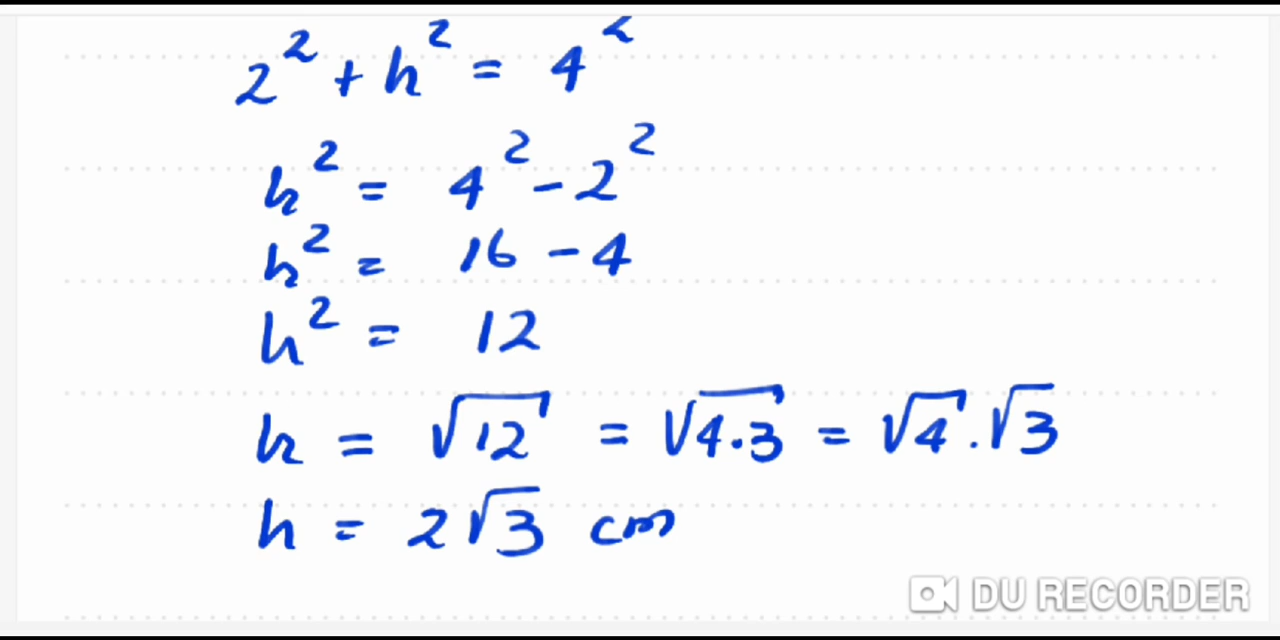 2² + h² = 4²
h² = 4² - 2²
h² = 16 - 4
h² = 12
h = √12 = √4.3 = √4 . √3
h = 2√3 cm
DU RECORDER